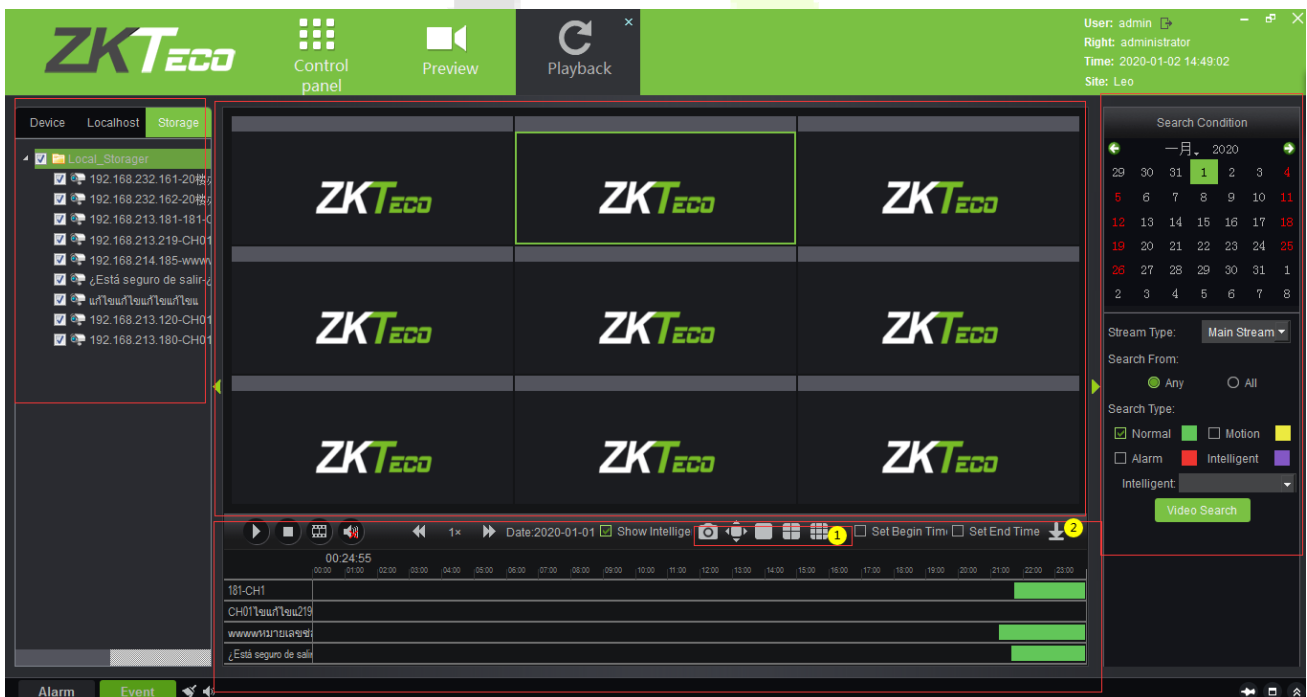 ZKTECO
Control panel
Preview
Playback
User: admin
Right: administrator
Time: 2020-01-02 14:49:02
Site: Leo
Device Localhost Storage
Local_Storager
192.168.232.161-20楼
192.168.232.162-20楼
192.168.213.181-181-C
192.168.213.219-CH01
192.168.214.185-wwww
¿Está seguro de salir-¿
แก้ไขแก้ไขแก้ไขแก้ไขแ
192.168.213.120-CH01
192.168.213.180-CH01
ZKTECO ZKTECO ZKTECO
ZKTECO ZKTECO ZKTECO
ZKTECO ZKTECO ZKTECO
Search Condition
一月, 2020
29 30 31 1 2 3 4
5 6 7 8 9 10 11
12 13 14 15 16 17 18
19 20 21 22 23 24 25
26 27 28 29 30 31 1
2 3 4 5 6 7 8
Stream Type: Main Stream
Search From:
Any All
Search Type:
Normal Motion
Alarm Intelligent
Intelligent:
Video Search
1× Date:2020-01-01 Show Intellige 1 Set Begin Tim Set End Time 2
00:24:55
00:00 01:00 02:00 03:00 04:00 05:00 06:00 07:00 08:00 09:00 10:00 11:00 12:00 13:00 14:00 15:00 16:00 17:00 18:00 19:00 20:00 21:00 22:00 23:00
181-CH1
CH01ไขแก้ไขแ219
wwwwหมายเลขช่
¿Está seguro de salir
Alarm Event